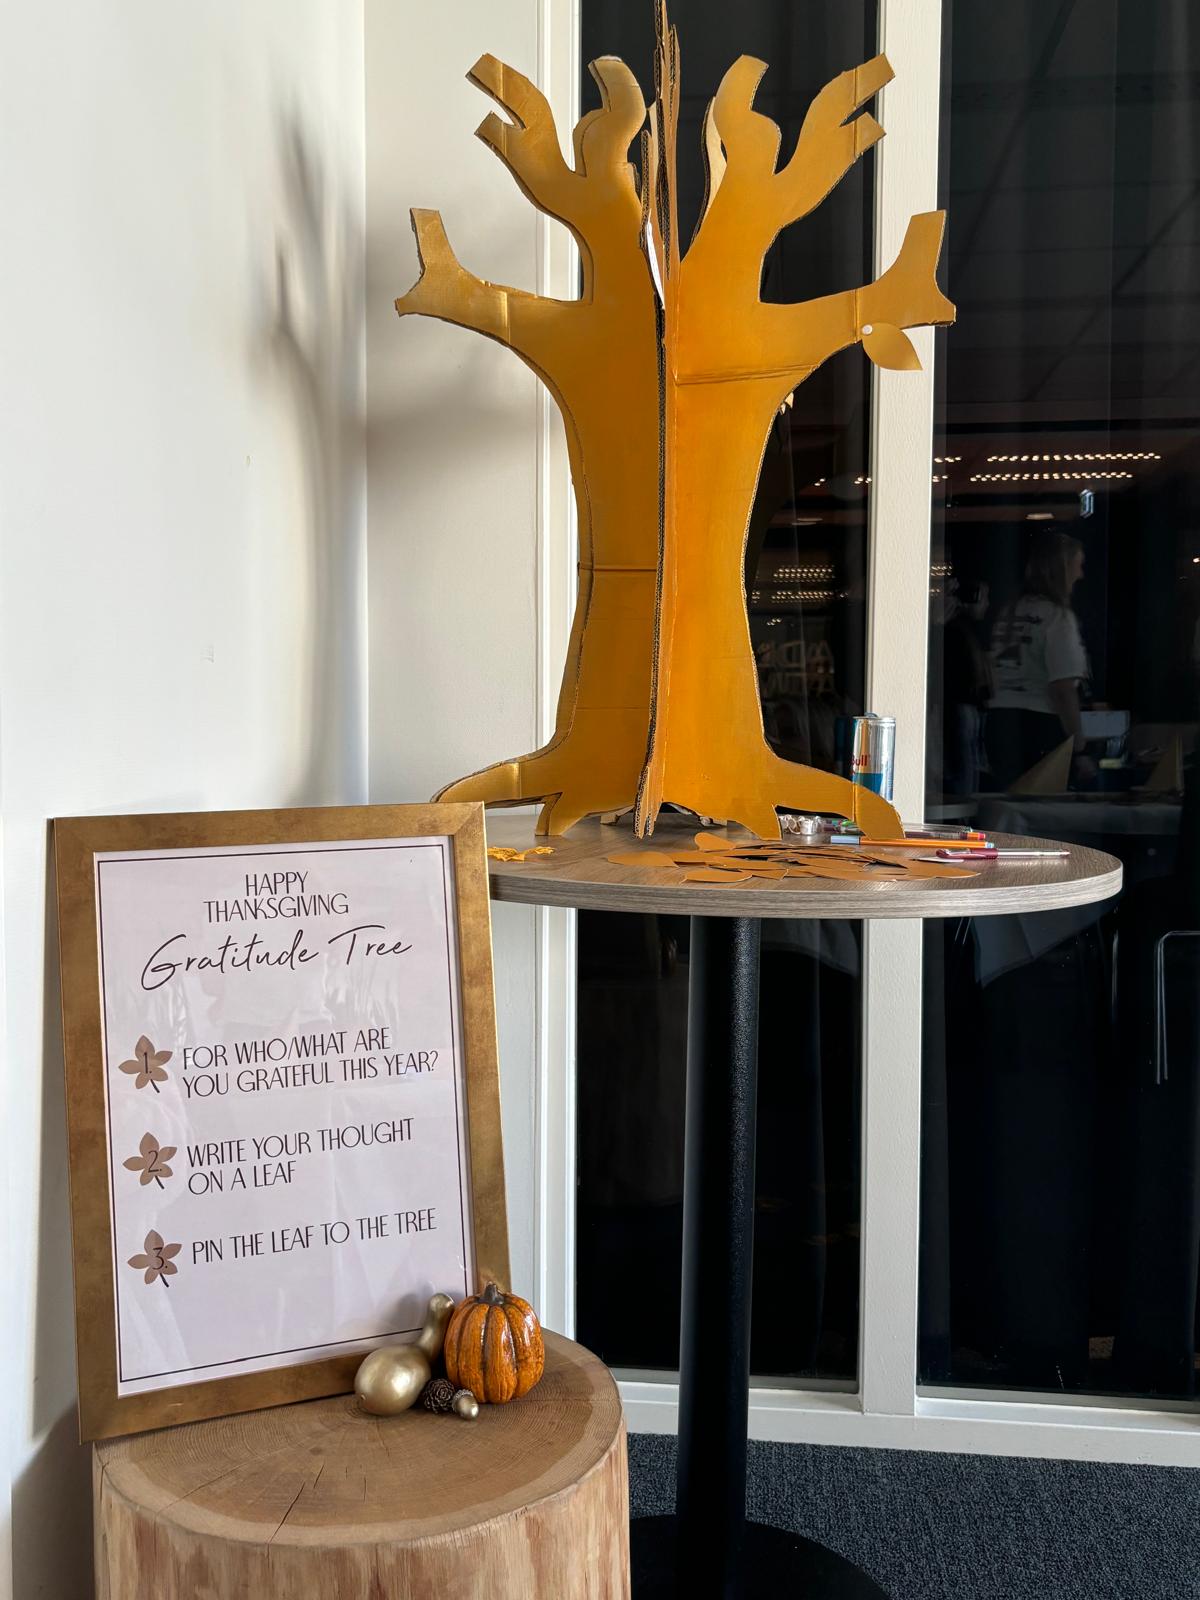 HAPPY
THANKSGIVING
Gratitude Tree
1. FOR WHO/WHAT ARE
YOU GRATEFUL THIS YEAR?
2. WRITE YOUR THOUGHT
ON A LEAF
3. PIN THE LEAF TO THE TREE
Bull